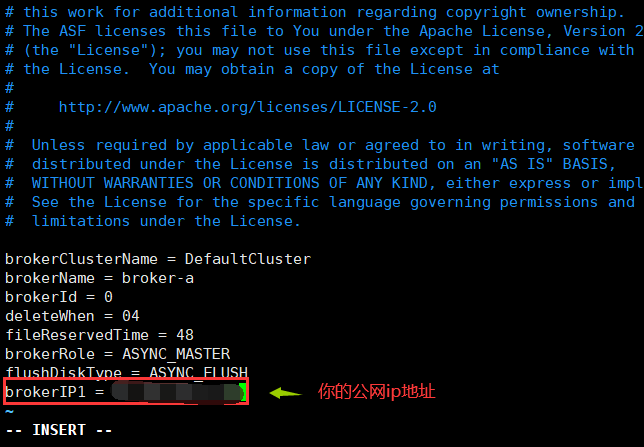 # this work for additional information regarding copyright ownership.
# The ASF licenses this file to You under the Apache License, Version 2
# (the "License"); you may not use this file except in compliance with
# the License.  You may obtain a copy of the License at
#
#     http://www.apache.org/licenses/LICENSE-2.0
#
#  Unless required by applicable law or agreed to in writing, software
#  distributed under the License is distributed on an "AS IS" BASIS,
#  WITHOUT WARRANTIES OR CONDITIONS OF ANY KIND, either express or impl
#  See the License for the specific language governing permissions and
#  limitations under the License.
brokerClusterName = DefaultCluster
brokerName = broker-a
brokerId = 0
deleteWhen = 04
fileReservedTime = 48
brokerRole = ASYNC_MASTER
flushDiskType = ASYNC_FLUSH
brokerIP1 = 你的公网ip地址
~
-- INSERT --